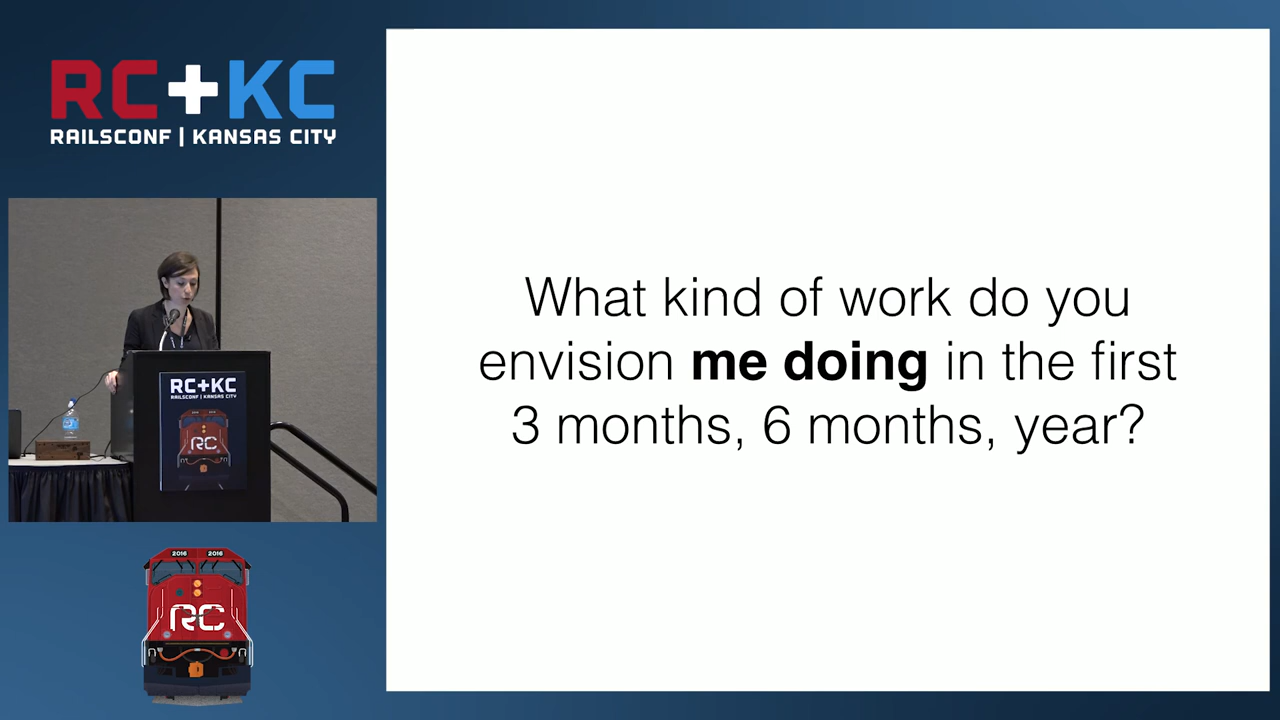 RC+KC
RAILSCONF | KANSAS CITY
What kind of work do you
envision me doing in the first
3 months, 6 months, year?
RC+KC
RAILSCONF | KANSAS CITY
RC
2016 2016
RC